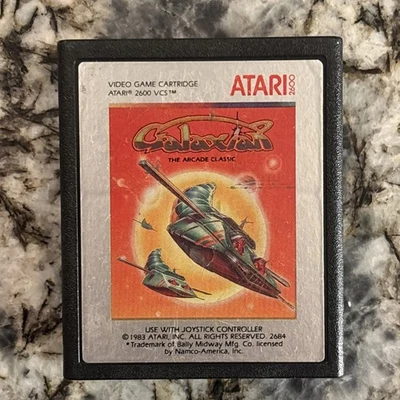 VIDEO GAME CARTRIDGE
ATARI® 2600 VCS™
ATARI 2600
Galaxian
THE ARCADE CLASSIC
USE WITH JOYSTICK CONTROLLER
©1983 ATARI, INC. ALL RIGHTS RESERVED. 2684
*Trademark of Bally Midway Mfg. Co. licensed
by Namco-America, Inc.